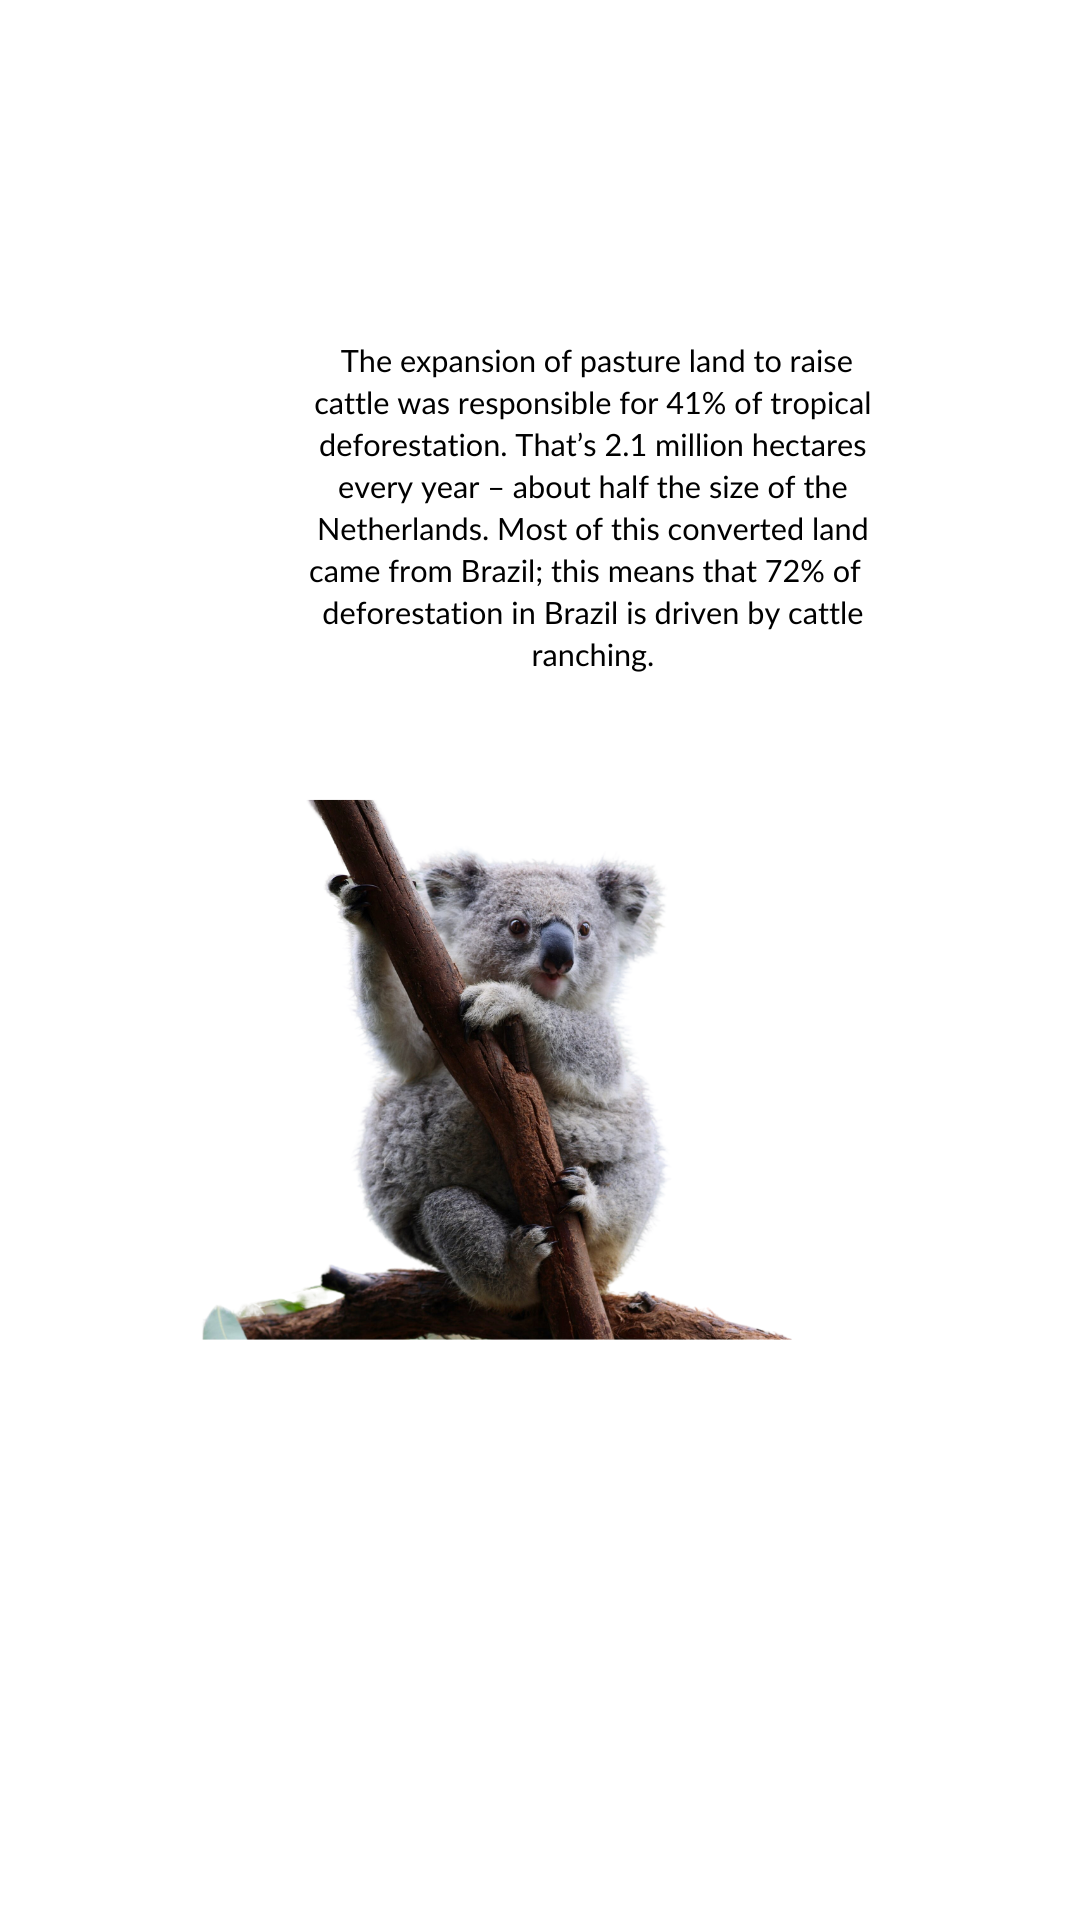 The expansion of pasture land to raise
cattle was responsible for 41% of tropical
deforestation. That’s 2.1 million hectares
every year – about half the size of the
Netherlands. Most of this converted land
came from Brazil; this means that 72% of
deforestation in Brazil is driven by cattle
ranching.